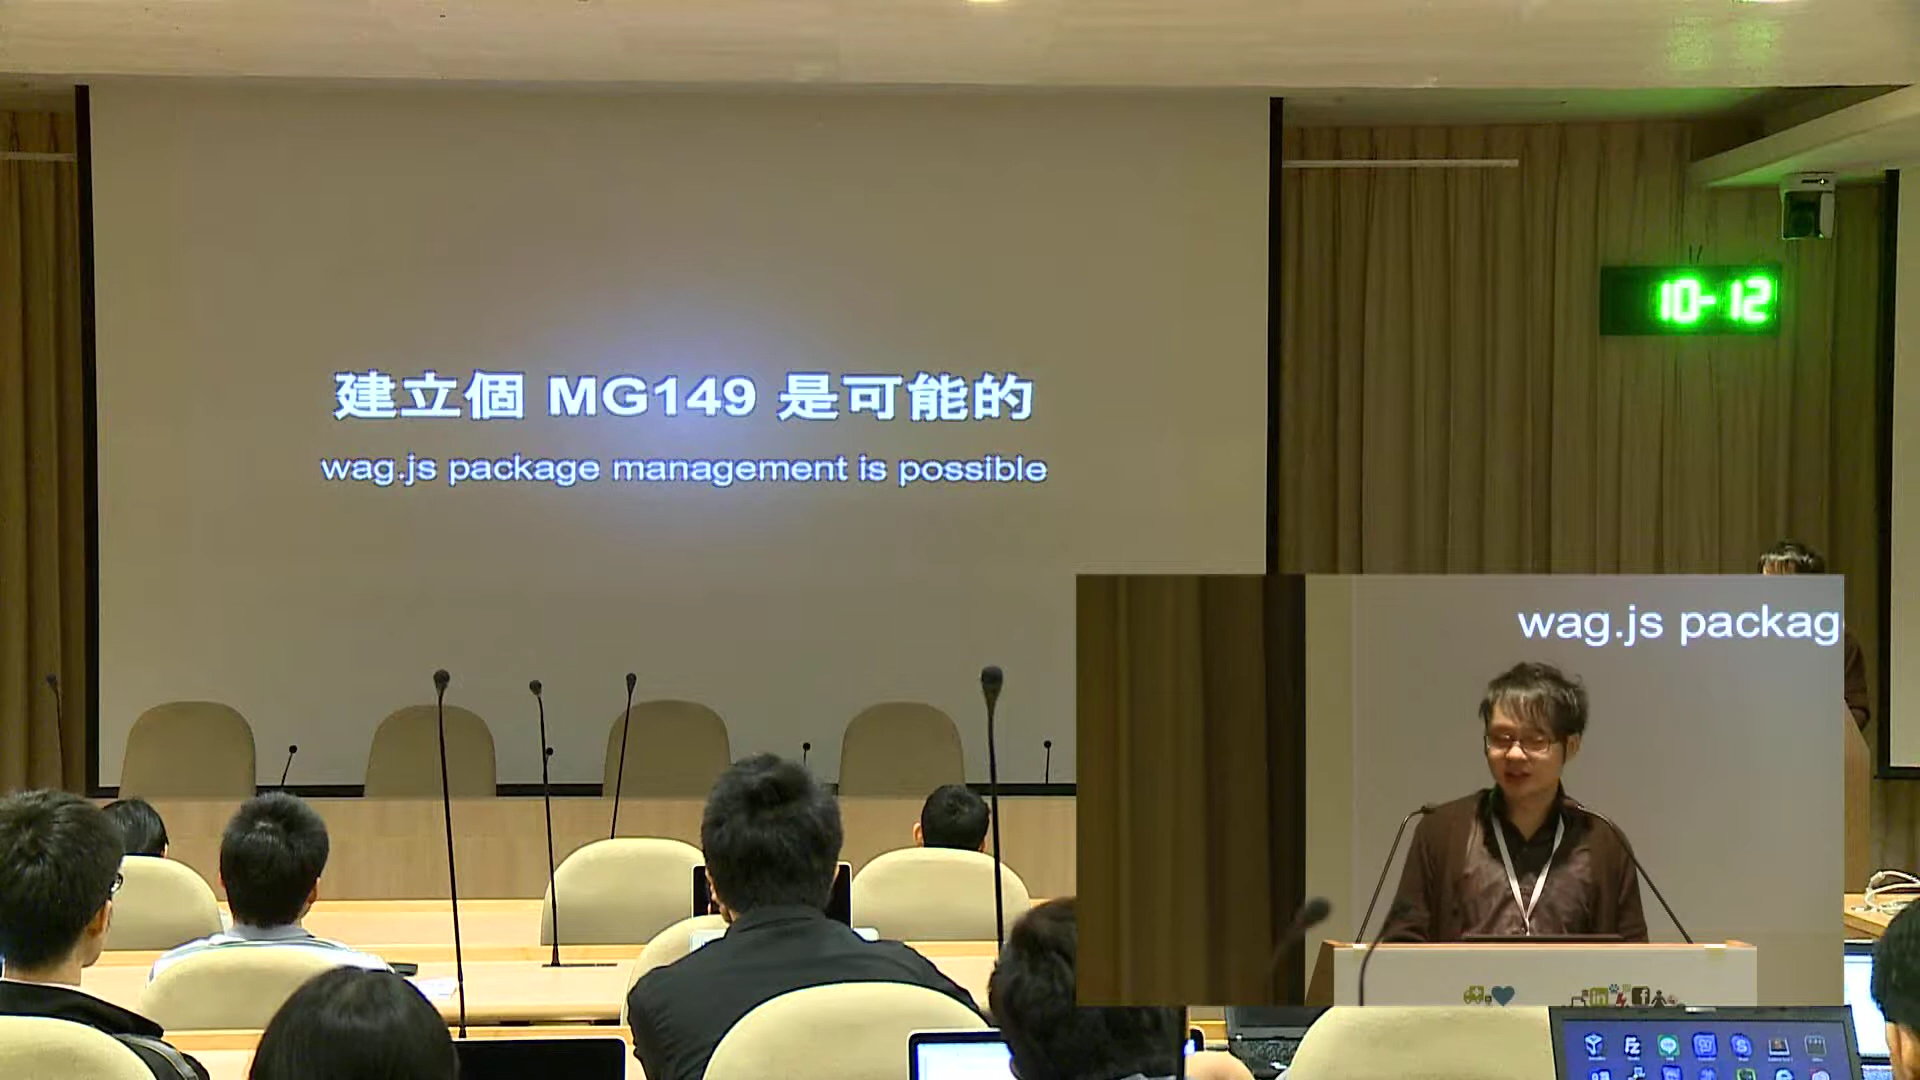 建立個 MG149 是可能的
wag.js package management is possible
10-12
wag.js packag